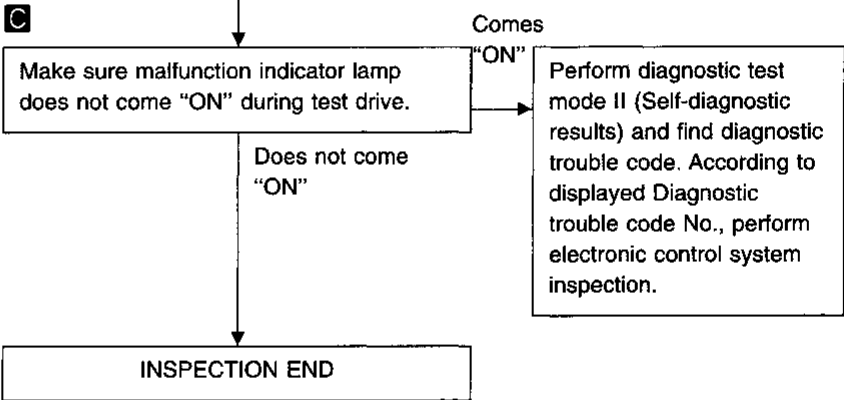 C
Comes
"ON"
Make sure malfunction indicator lamp
does not come "ON" during test drive.
Perform diagnostic test
mode II (Self-diagnostic
results) and find diagnostic
trouble code. According to
displayed Diagnostic
trouble code No., perform
electronic control system
inspection.
Does not come
"ON"
INSPECTION END